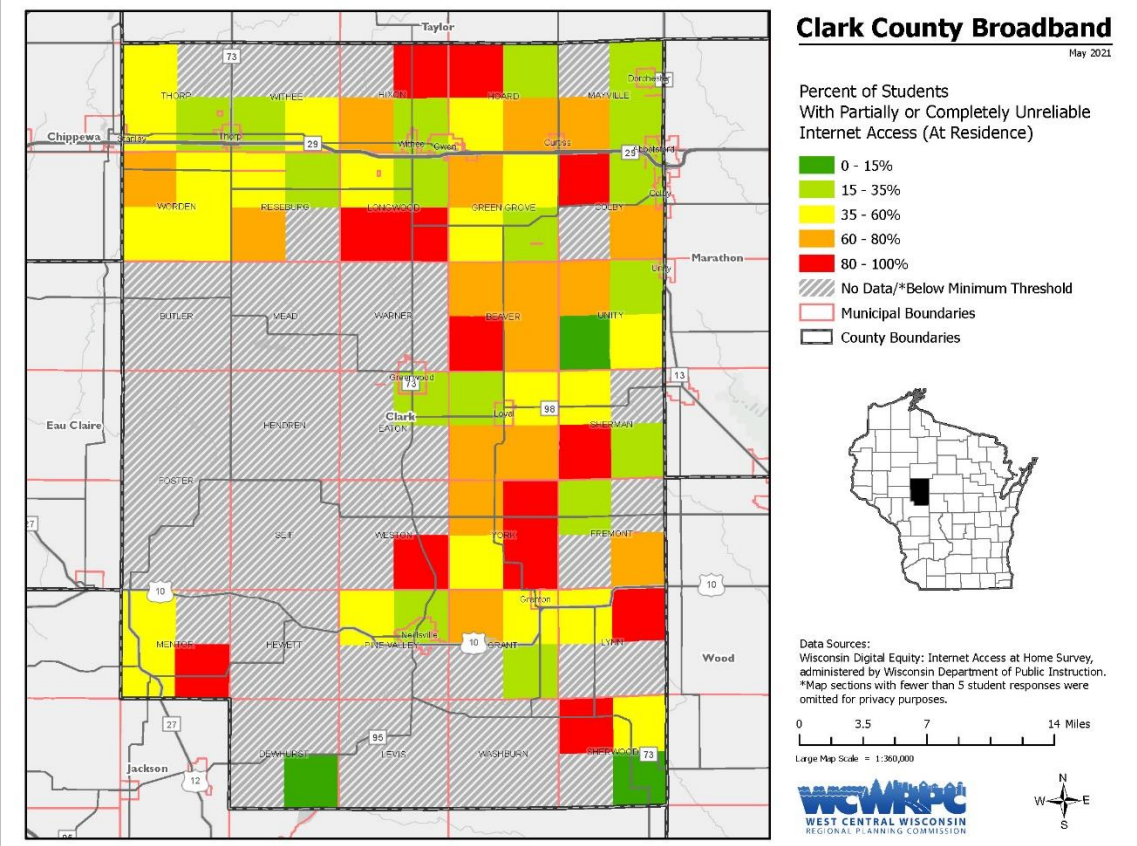 Clark County Broadband
May 2021
Percent of Students
With Partially or Completely Unreliable
Internet Access (At Residence)
0 - 15%
15 - 35%
35 - 60%
60 - 80%
80 - 100%
No Data/*Below Minimum Threshold
Municipal Boundaries
County Boundaries
Taylor
73
THORP
WITHEE
HIXON
HOARD
MAYVILLE
Dorchester
Chippewa
Stanley
Thorp
29
Withee
Owen
Curtiss
29
Abbotsford
Colby
WORDEN
RESEBURG
LONGWOOD
GREEN GROVE
COLBY
Marathon
Unity
BUTLER
MEAD
WARNER
BEAVER
UNITY
Greenwood
73
13
Clark
Loyal
98
Eau Claire
HENDREN
EATON
SHERMAN
FOSTER
27
SEIF
WESTON
YORK
FREMONT
10
10
Granton
MENTOR
HEWETT
PINE VALLEY
Neillsville
10
GRANT
LYNN
Wood
27
95
DEWHURST
LEVIS
WASHBURN
SHERWOOD
73
Jackson
12
Data Sources:
Wisconsin Digital Equity: Internet Access at Home Survey,
administered by Wisconsin Department of Public Instruction.
*Map sections with fewer than 5 student responses were
omitted for privacy purposes.
0 3.5 7 14 Miles
Large Map Scale = 1:360,000
WCWRPC
WEST CENTRAL WISCONSIN
REGIONAL PLANNING COMMISSION
N
W E
S